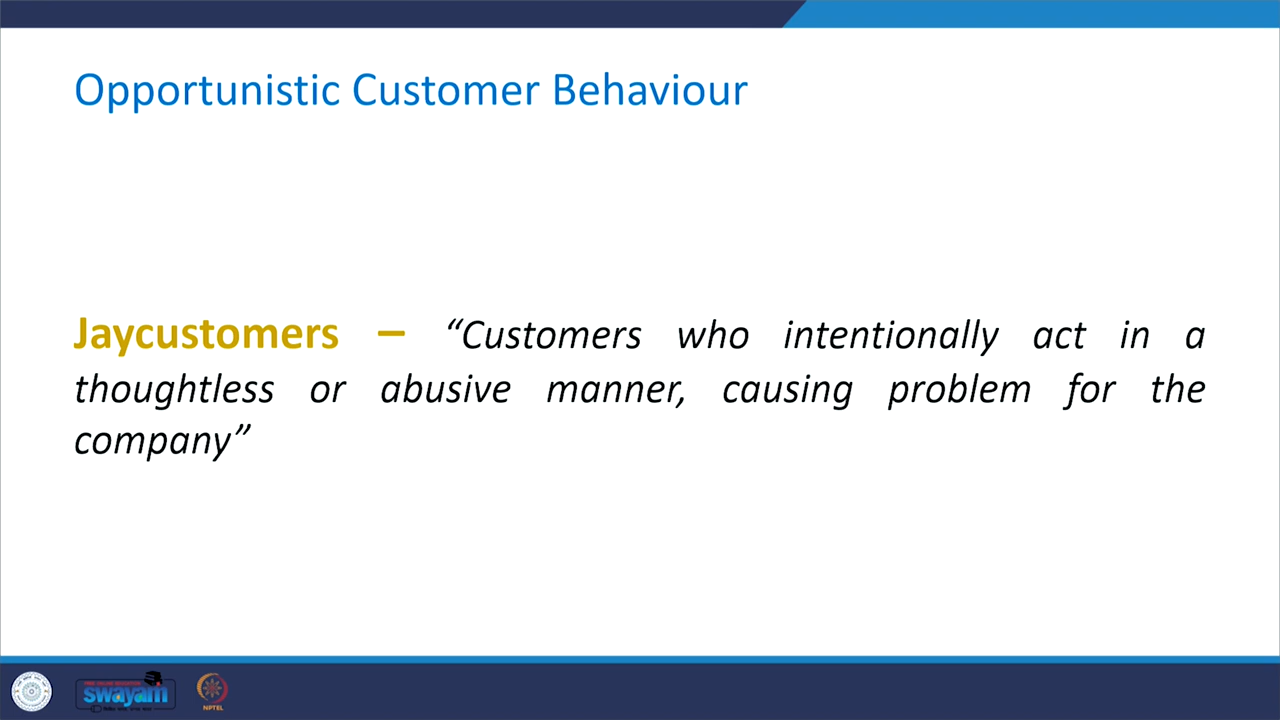 Opportunistic Customer Behaviour
Jaycustomers – “Customers who intentionally act in a
thoughtless or abusive manner, causing problem for the
company”
swayam
NPTEL